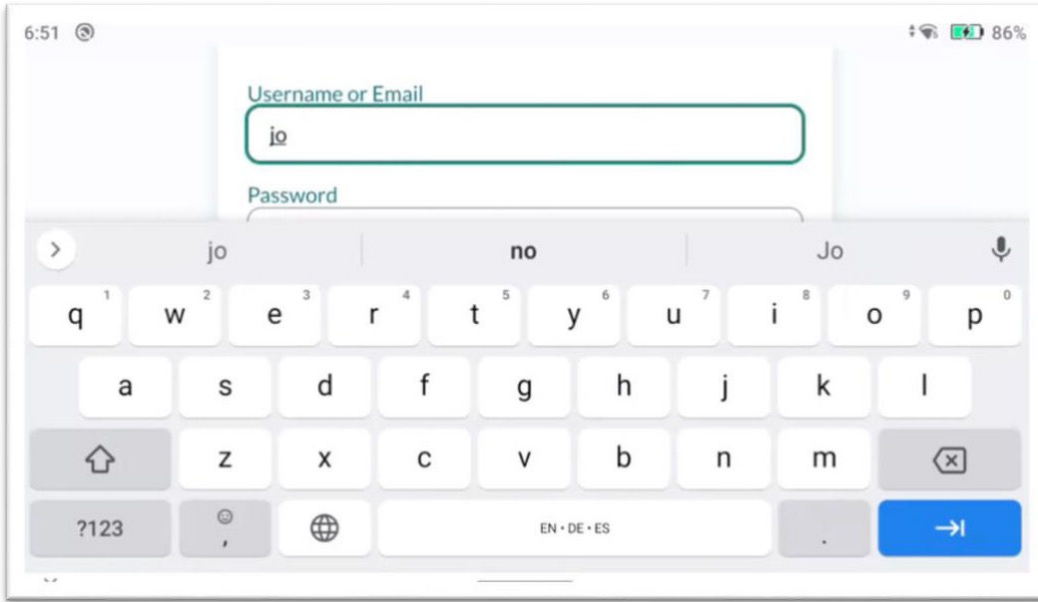 6:51 86%
Username or Email
jo
Password
jo no Jo
q 1 w 2 e 3 r 4 t 5 y 6 u 7 i 8 o 9 p 0
a s d f g h j k l
z x c v b n m
?123 , EN • DE • ES .